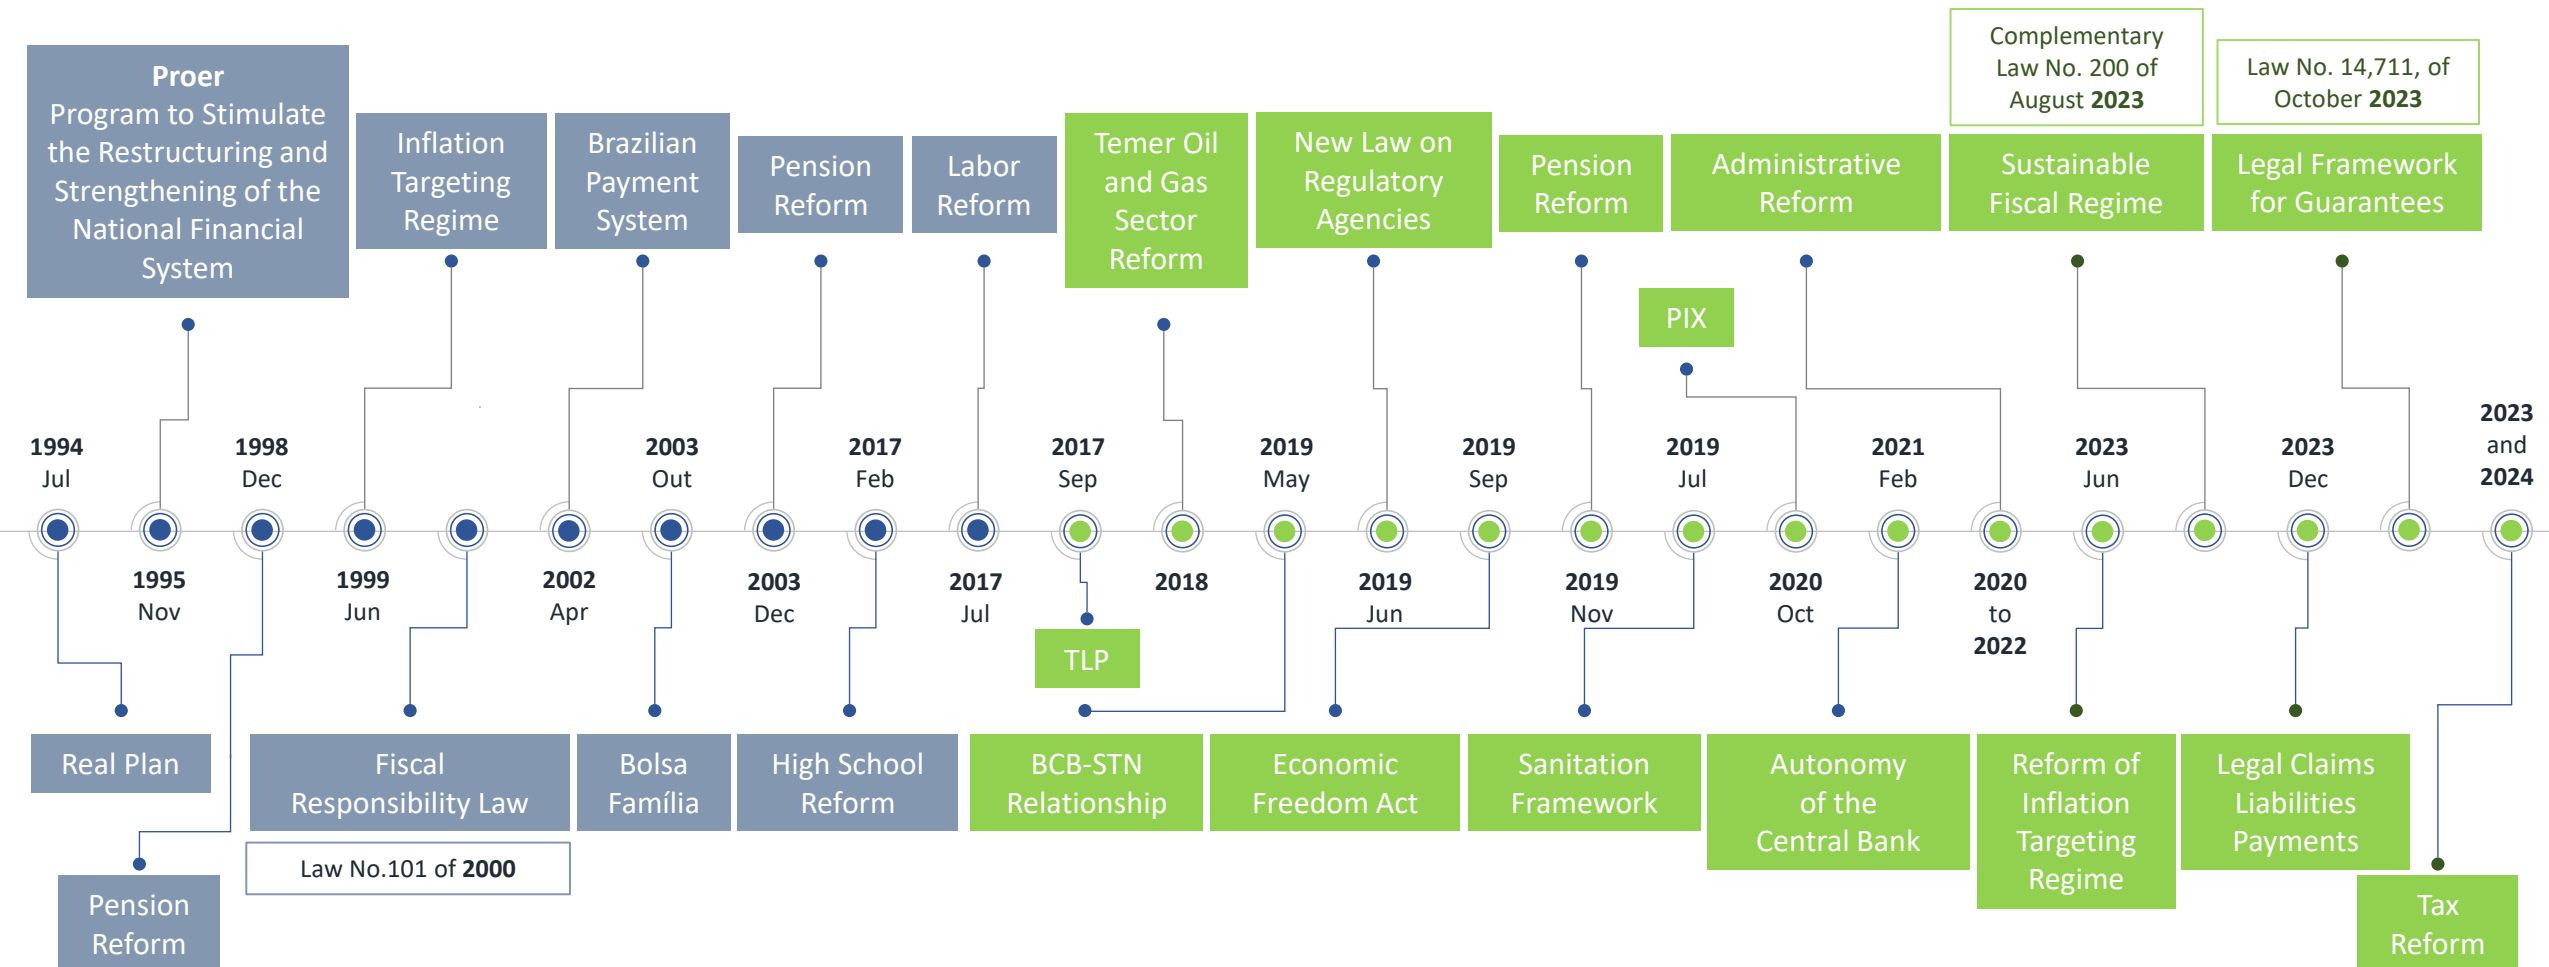 Proer
Program to Stimulate
the Restructuring and
Strengthening of the
National Financial
System
Inflation
Targeting
Regime
Brazilian
Payment
System
Pension
Reform
Labor
Reform
Temer Oil
and Gas
Sector
Reform
New Law on
Regulatory
Agencies
Pension
Reform
Administrative
Reform
Complementary
Law No. 200 of
August 2023
Sustainable
Fiscal Regime
Law No. 14,711, of
October 2023
Legal Framework
for Guarantees
PIX
1994
Jul
1998
Dec
2003
Out
2017
Feb
2017
Sep
2019
May
2019
Sep
2019
Jul
2021
Feb
2023
Jun
2023
Dec
2023
and
2024
1995
Nov
1999
Jun
2002
Apr
2003
Dec
2017
Jul
2018
2019
Jun
2019
Nov
2020
Oct
2020
to
2022
TLP
Real Plan
Pension
Reform
Fiscal
Responsibility Law
Law No.101 of 2000
Bolsa
Família
High School
Reform
BCB-STN
Relationship
Economic
Freedom Act
Sanitation
Framework
Autonomy
of the
Central Bank
Reform of
Inflation
Targeting
Regime
Legal Claims
Liabilities
Payments
Tax
Reform